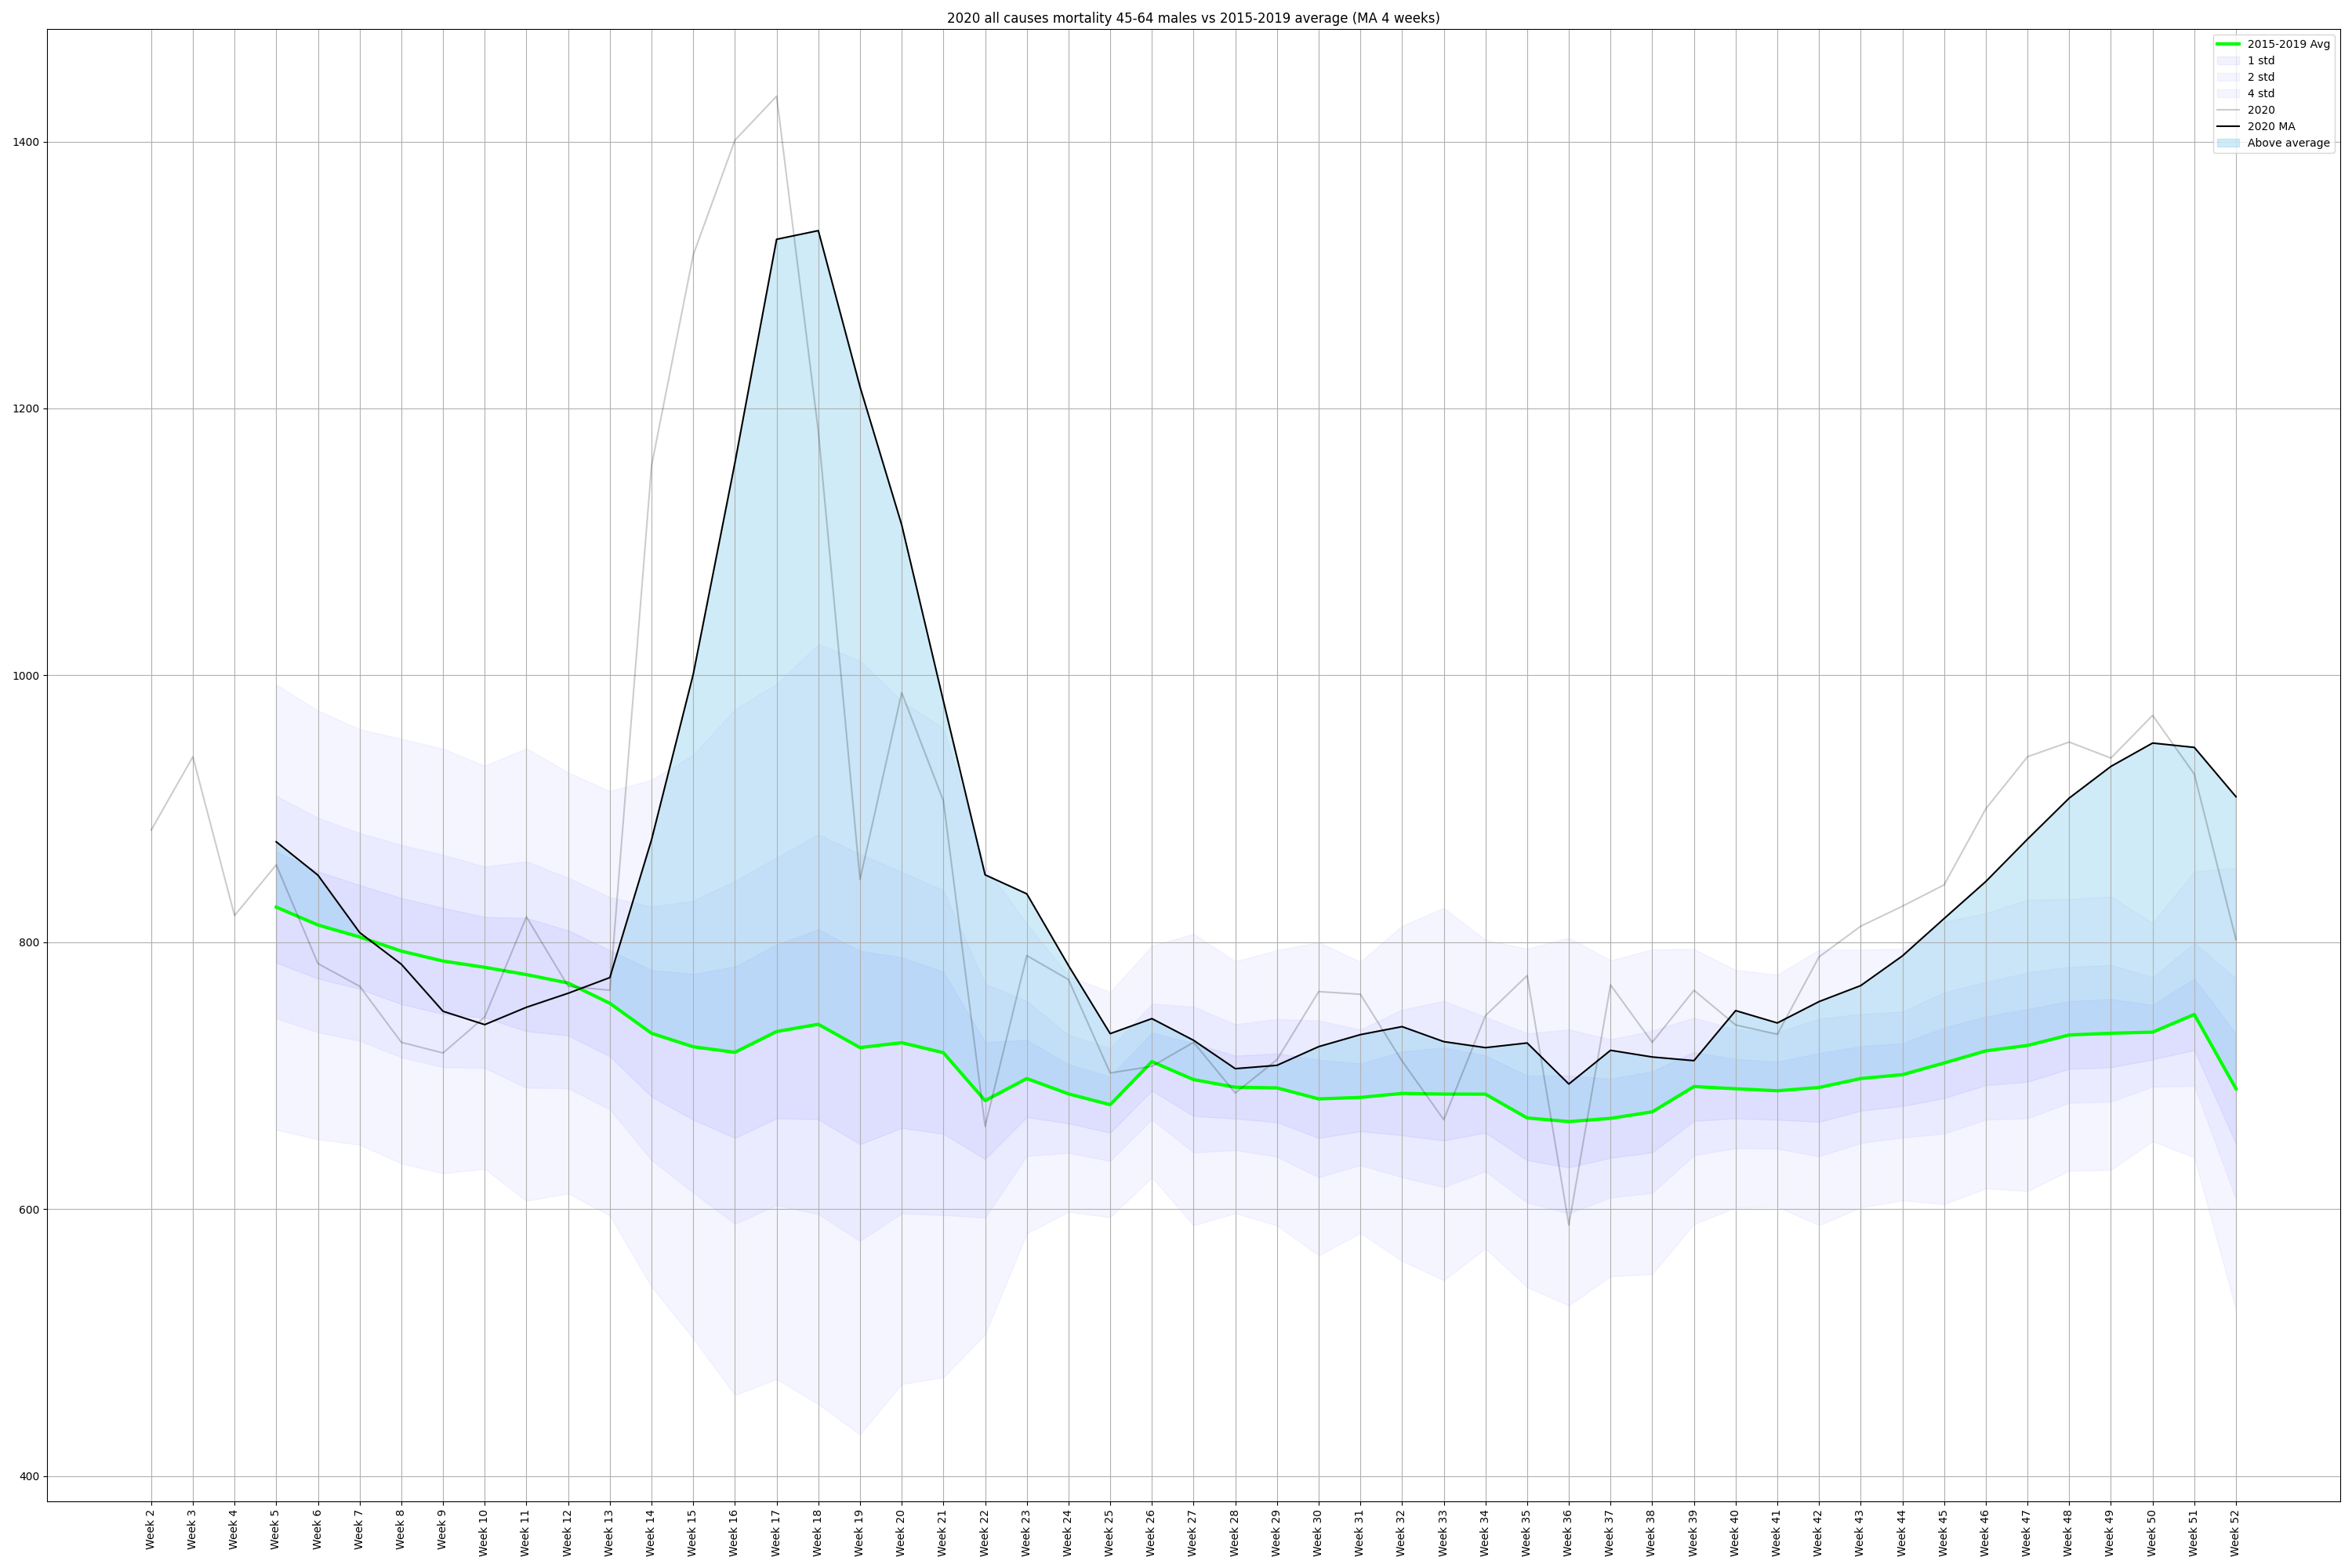 2020 all causes mortality 45-64 males vs 2015-2019 average (MA 4 weeks)
2015-2019 Avg
1 std
2 std
4 std
2020
2020 MA
Above average
1400
1200
1000
800
600
400
Week 2
Week 3
Week 4
Week 5
Week 6
Week 7
Week 8
Week 9
Week 10
Week 11
Week 12
Week 13
Week 14
Week 15
Week 16
Week 17
Week 18
Week 19
Week 20
Week 21
Week 22
Week 23
Week 24
Week 25
Week 26
Week 27
Week 28
Week 29
Week 30
Week 31
Week 32
Week 33
Week 34
Week 35
Week 36
Week 37
Week 38
Week 39
Week 40
Week 41
Week 42
Week 43
Week 44
Week 45
Week 46
Week 47
Week 48
Week 49
Week 50
Week 51
Week 52